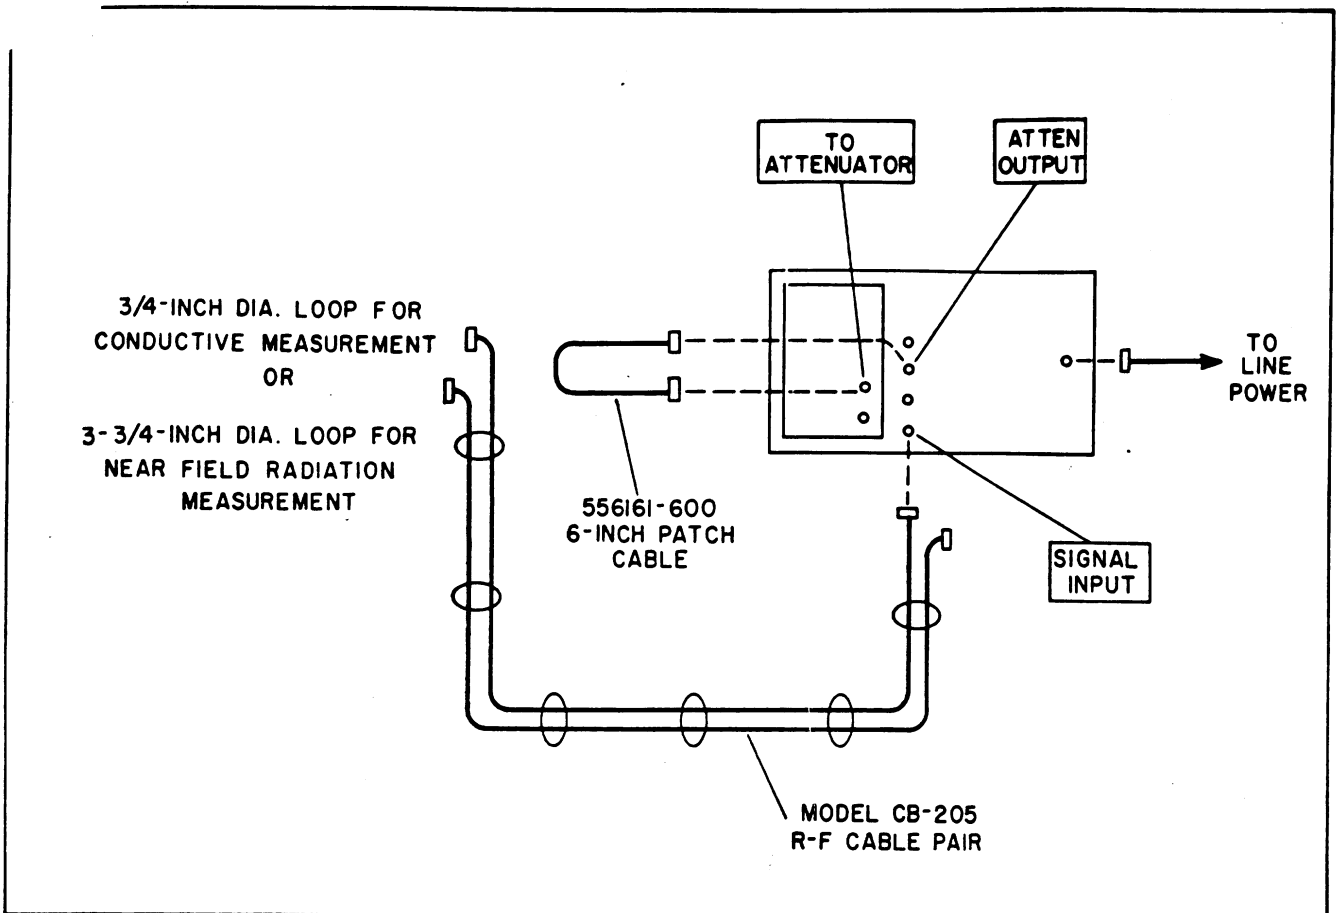 TO
ATTENUATOR
ATTEN
OUTPUT
3/4-INCH DIA. LOOP FOR
CONDUCTIVE MEASUREMENT
OR
3-3/4-INCH DIA. LOOP FOR
NEAR FIELD RADIATION
MEASUREMENT
TO
LINE
POWER
556161-600
6-INCH PATCH
CABLE
SIGNAL
INPUT
MODEL CB-205
R-F CABLE PAIR